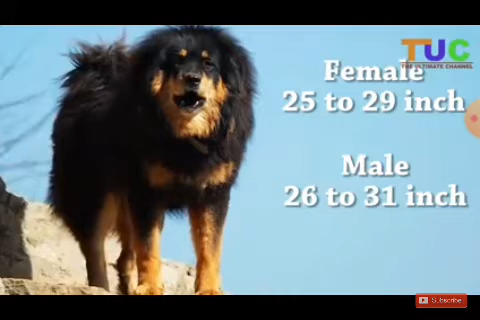 TUC
THE ULTIMATE CHANNEL
Female
25 to 29 inch
Male
26 to 31 inch
Subscribe